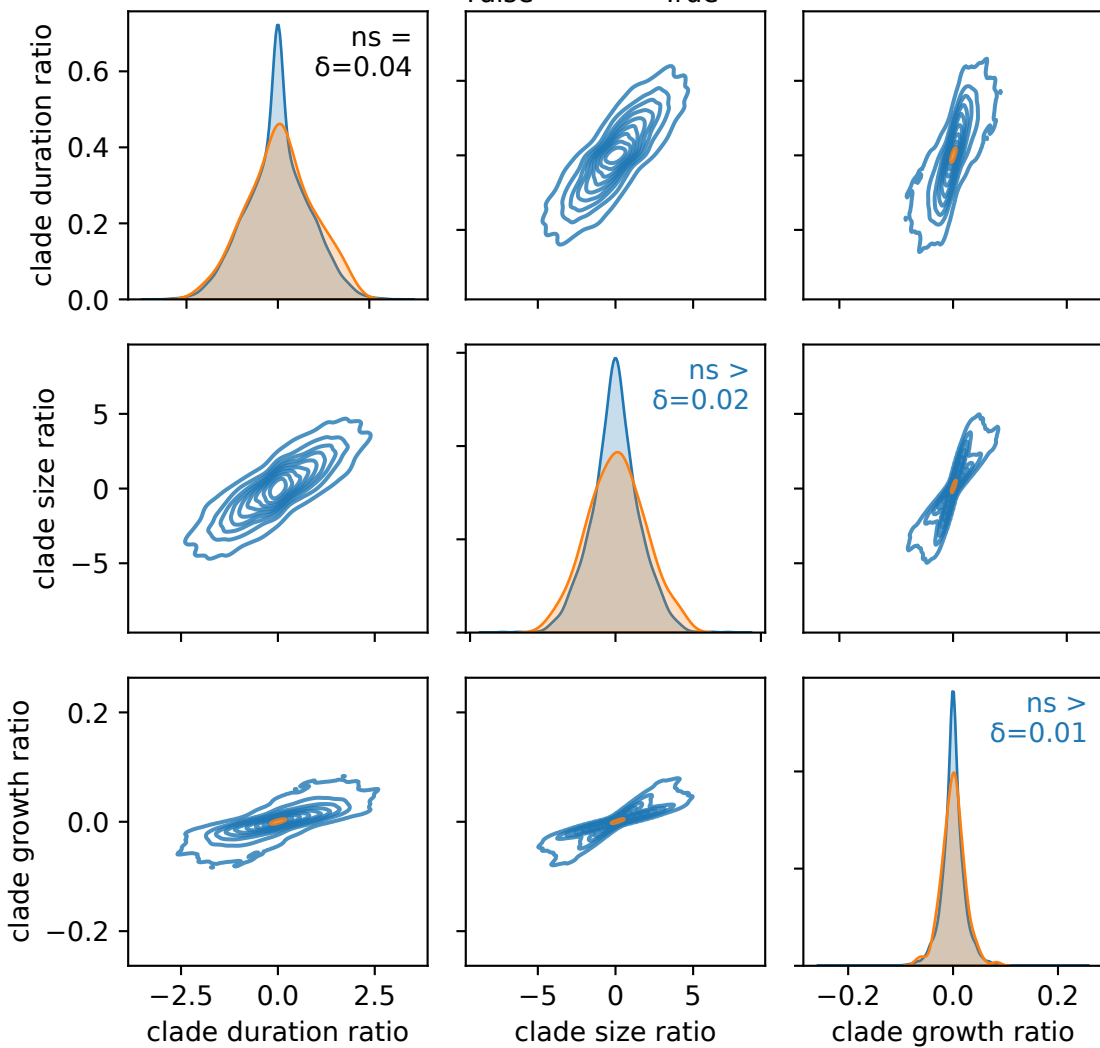 clade duration ratio
0.6
0.4
0.2
0.0
ns =
δ=0.04
clade size ratio
5
0
−5
ns >
δ=0.02
clade growth ratio
0.2
0.0
−0.2
ns >
δ=0.01
−2.5 0.0 2.5
−5 0 5
−0.2 0.0 0.2
clade duration ratio
clade size ratio
clade growth ratio